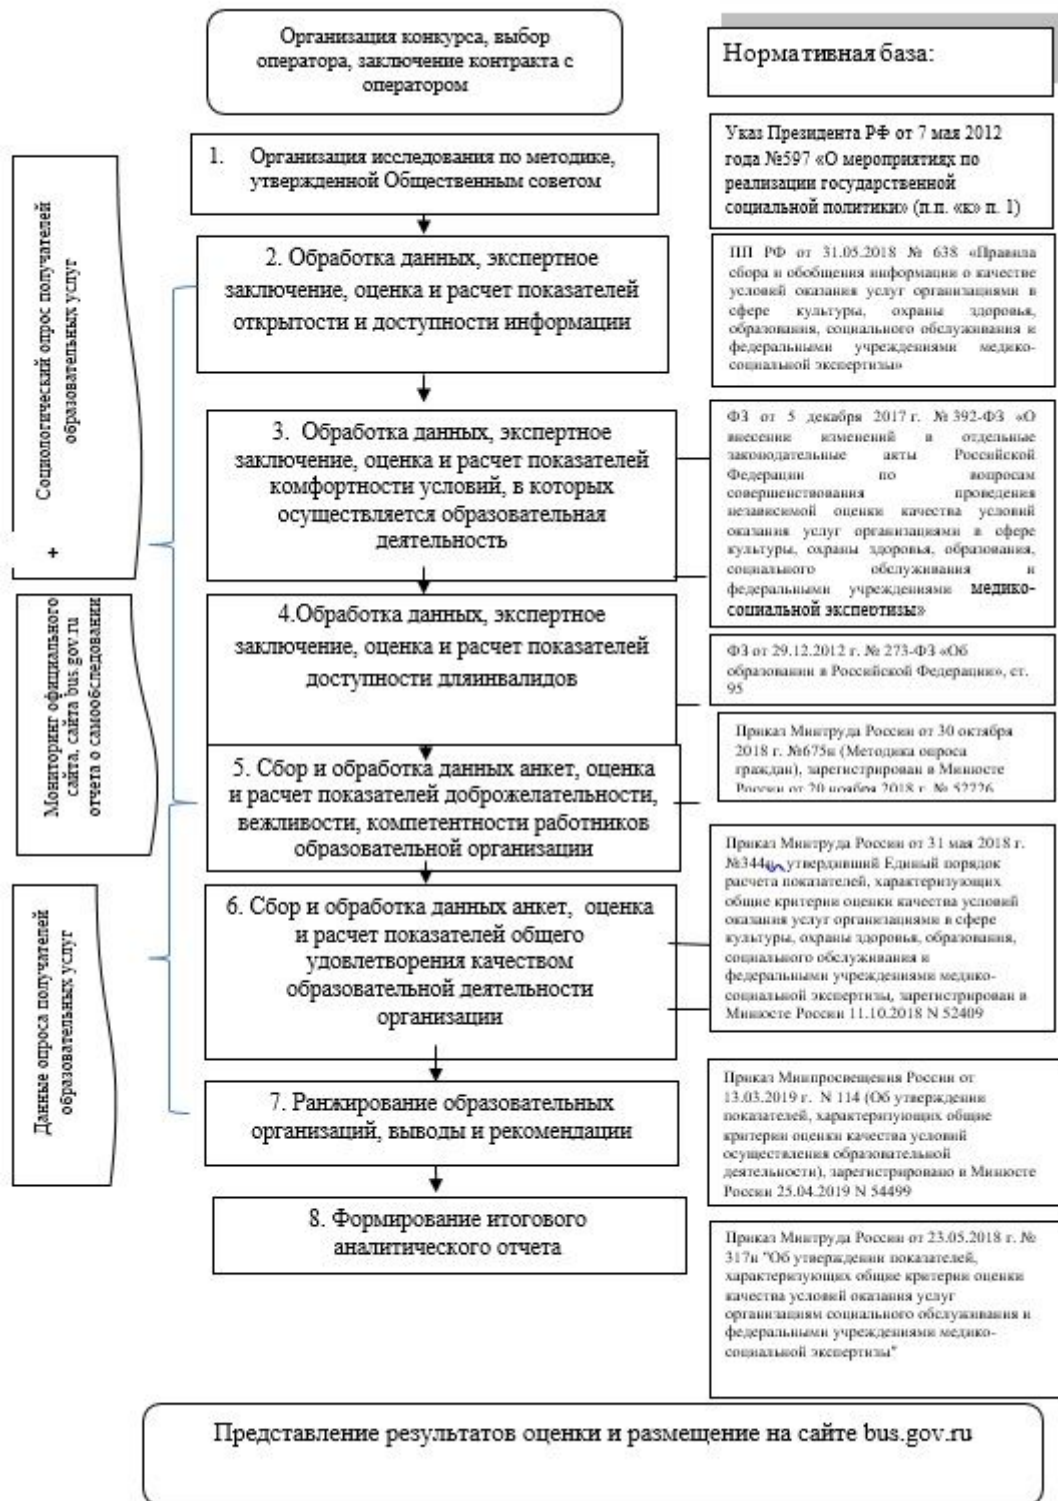 Организация конкурса, выбор
оператора, заключение контракта с
оператором
Нормативная база:
1. Организация исследования по методике,
утвержденной Общественным советом
Указ Президента РФ от 7 мая 2012
года №597 «О мероприятиях по
реализации государственной
социальной политики» (п.п. «к» п. 1)
Социологический опрос получателей
образовательных услуг
+
2. Обработка данных, экспертное
заключение, оценка и расчет показателей
открытости и доступности информации
ПП РФ от 31.05.2018 № 638 «Правила
сбора и обобщения информации о качестве
условий оказания услуг организациями в
сфере культуры, охраны здоровья,
образования, социального обслуживания и
федеральными учреждениями медико-
социальной экспертизы»
3. Обработка данных, экспертное
заключение, оценка и расчет показателей
комфортности условий, в которых
осуществляется образовательная
деятельность
ФЗ от 5 декабря 2017 г. № 392-ФЗ «О
внесении изменений в отдельные
законодательные акты Российской
Федерации по вопросам
совершенствования проведения
независимой оценки качества условий
оказания услуг организациями в сфере
культуры, охраны здоровья, образования,
социального обслуживания и
федеральными учреждениями медико-
социальной экспертизы»
Мониторинг официального
сайта, сайта bus.gov.ru
отчета о самообследовании
4.Обработка данных, экспертное
заключение, оценка и расчет показателей
доступности дляинвалидов
ФЗ от 29.12.2012 г. № 273-ФЗ «Об
образовании в Российской Федерации», ст.
95
5. Сбор и обработка данных анкет, оценка
и расчет показателей доброжелательности,
вежливости, компетентности работников
образовательной организации
Приказ Минтруда России от 30 октября
2018 г. №675н (Методика опроса
граждан), зарегистрирован в Минюсте
России от 20 ноября 2018 г. № 52726
Данные опроса получателей
образовательных услуг
6. Сбор и обработка данных анкет, оценка
и расчет показателей общего
удовлетворения качеством
образовательной деятельности
организации
Приказ Минтруда России от 31 мая 2018 г.
№344н, утвердивший Единый порядок
расчета показателей, характеризующих
общие критерии оценки качества условий
оказания услуг организациями в сфере
культуры, охраны здоровья, образования,
социального обслуживания и
федеральными учреждениями медико-
социальной экспертизы, зарегистрирован в
Минюсте России 11.10.2018 N 52409
7. Ранжирование образовательных
организаций, выводы и рекомендации
Приказ Минпросвещения России от
13.03.2019 г. N 114 (Об утверждении
показателей, характеризующих общие
критерии оценки качества условий
осуществления образовательной
деятельности), зарегистрировано в Минюсте
России 25.04.2019 N 54499
8. Формирование итогового
аналитического отчета
Приказ Минтруда России от 23.05.2018 г. №
317н "Об утверждении показателей,
характеризующих общие критерии оценки
качества условий оказания услуг
организациям социального обслуживания и
федеральными учреждениями медико-
социальной экспертизы"
Представление результатов оценки и размещение на сайте bus.gov.ru